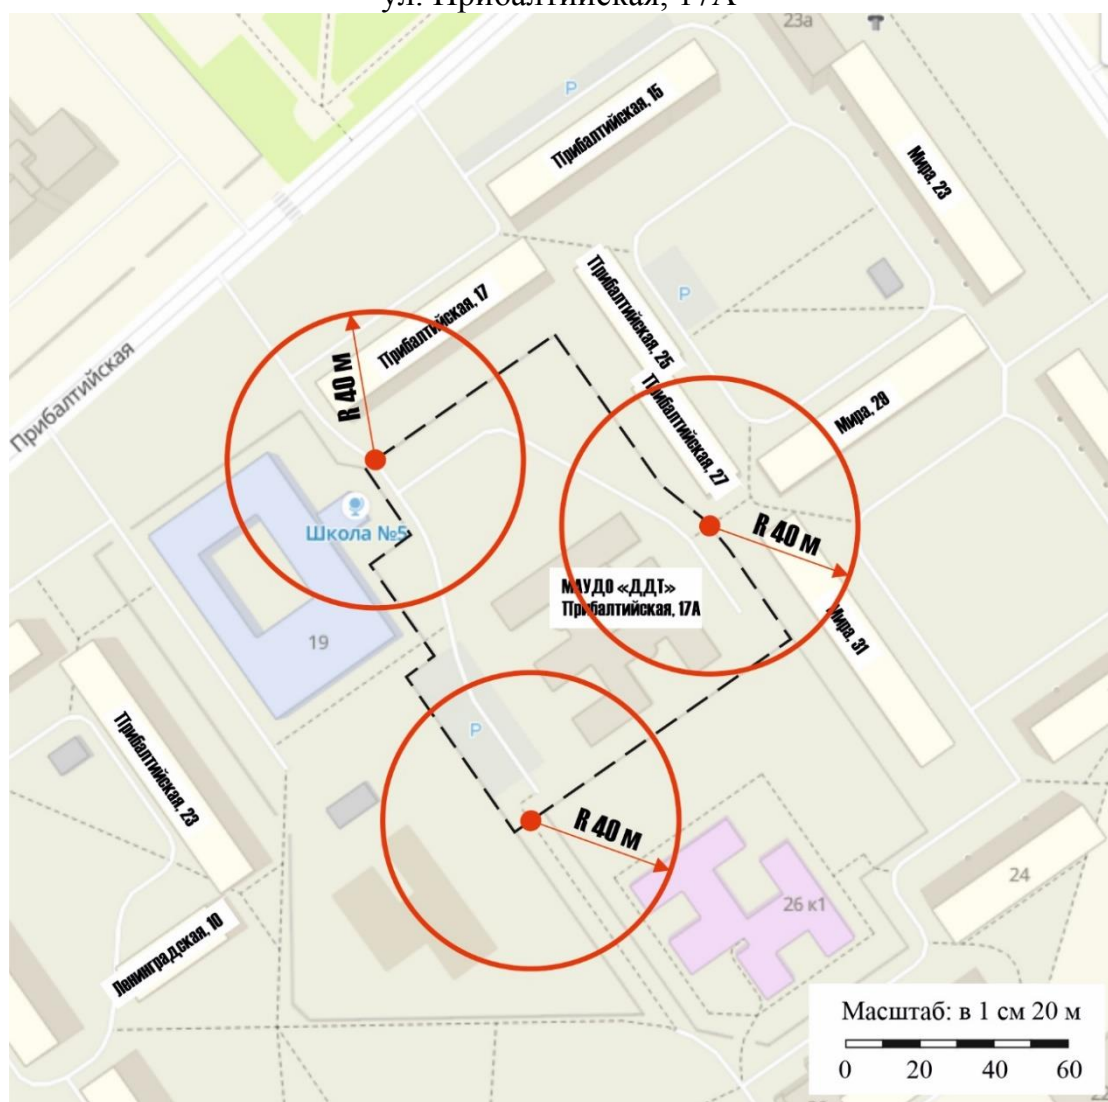 ул. Прибалтийская, 17А
23а
P
Прибалтийская, 15
Мира, 23
Прибалтийская, 25
P
Прибалтийская, 17
Прибалтийская
R 40 м
Прибалтийская, 27
Мира, 28
Школа №5
R 40 м
МАУДО «ДДТ»
Прибалтийская, 17А
Мира, 31
19
P
Прибалтийская, 23
R 40 м
24
26 к1
Ленинградская, 10
Масштаб: в 1 см 20 м
0 20 40 60